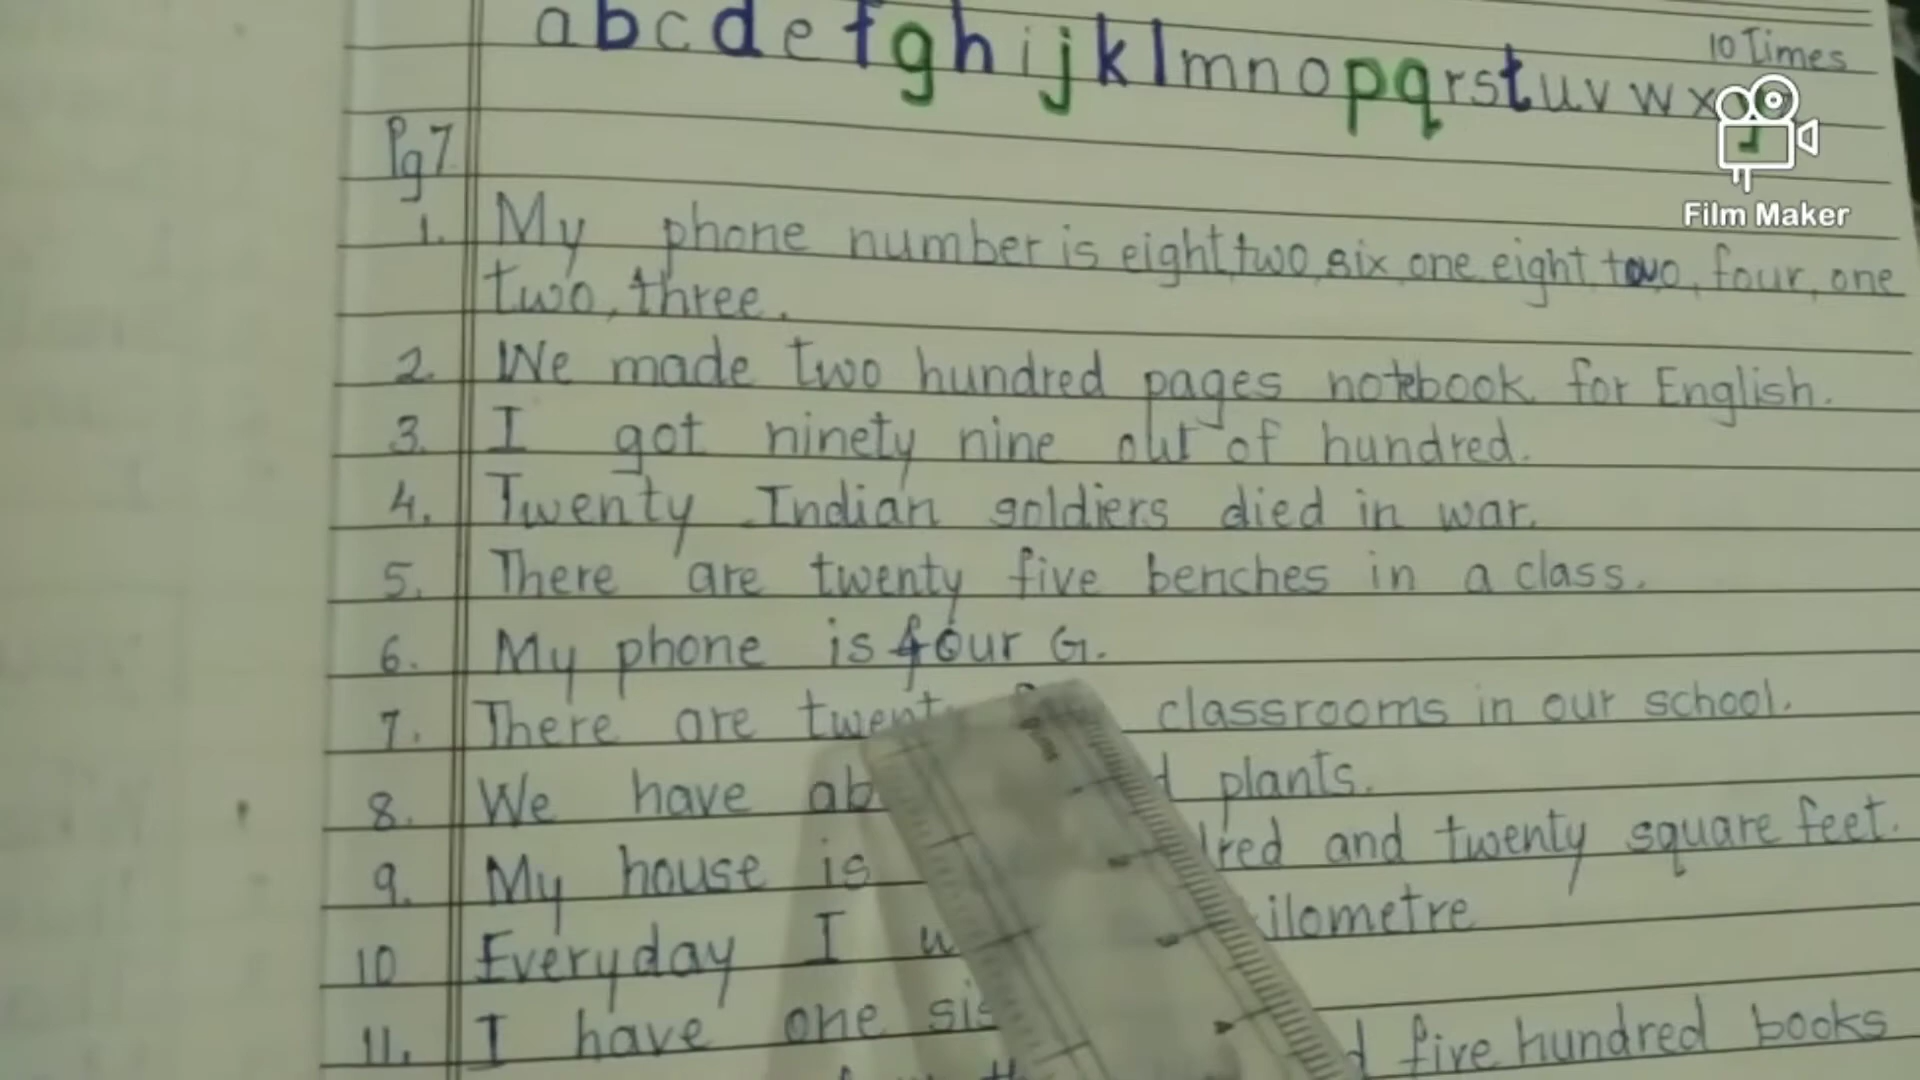 a b c d e f g h i j k l m n o p q r s t u v w x y
10 Times
Film Maker
Pg 7
1. My phone number is eight, two, six, one, eight, two, four, one
two, three.
2. We made two hundred pages notebook for English.
3. I got ninety nine out of hundred.
4. Twenty Indian soldiers died in war.
5. There are twenty five benches in a class.
6. My phone is four G.
7. There are classrooms in our school.
8. We have plants.
9. My house is and twenty square feet.
10 Everyday I
11. I have one five hundred books